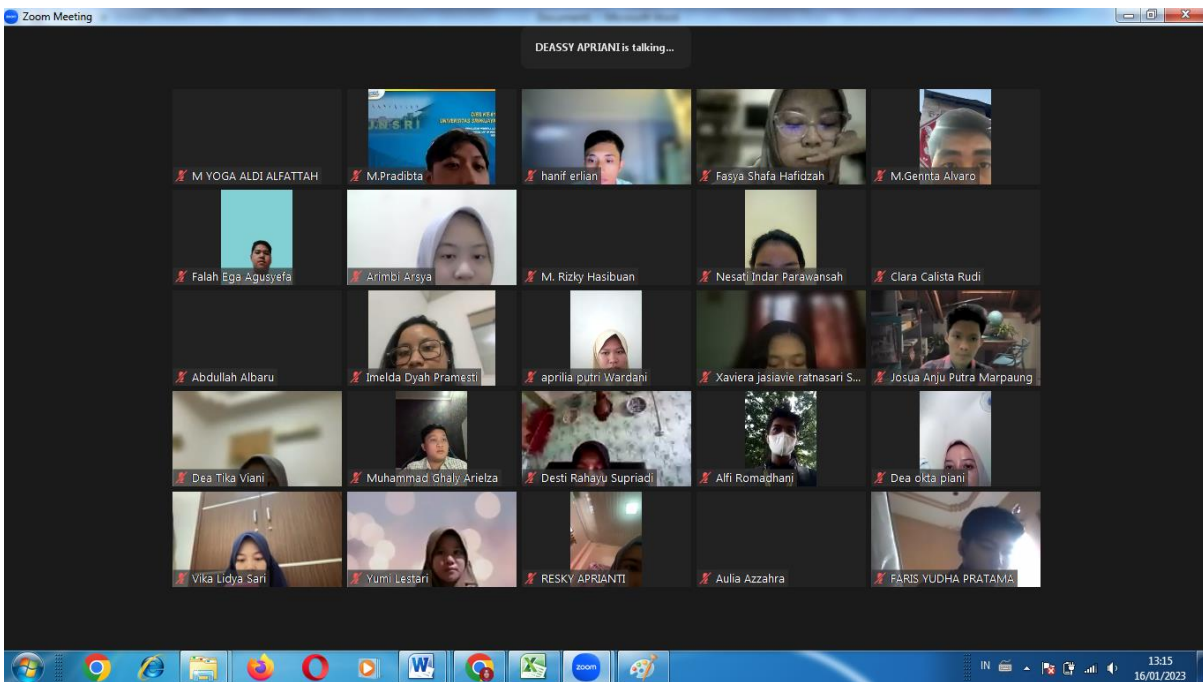 Zoom Meeting
DEASSY APRIANI is talking...
M YOGA ALDI ALFATTAH
UNSRI
M.Pradibta
hanif erlian
Fasya Shafa Hafidzah
M.Gennta Alvaro
Falah Ega Agusyefa
Arimbi Arsya
M. Rizky Hasibuan
Nesati Indar Parawansah
Clara Calista Rudi
Abdullah Albaru
Imelda Dyah Pramesti
aprilia putri Wardani
Xaviera jasiavie ratnasari S...
Josua Anju Putra Marpaung
Dea Tika Viani
Muhammad Ghaly Arielza
Desti Rahayu Supriadi
Alfi Romadhani
Dea okta piani
Vika Lidya Sari
Yumi Lestari
RESKY APRIANTI
Aulia Azzahra
FARIS YUDHA PRATAMA
zoom
IN
13:15
16/01/2023